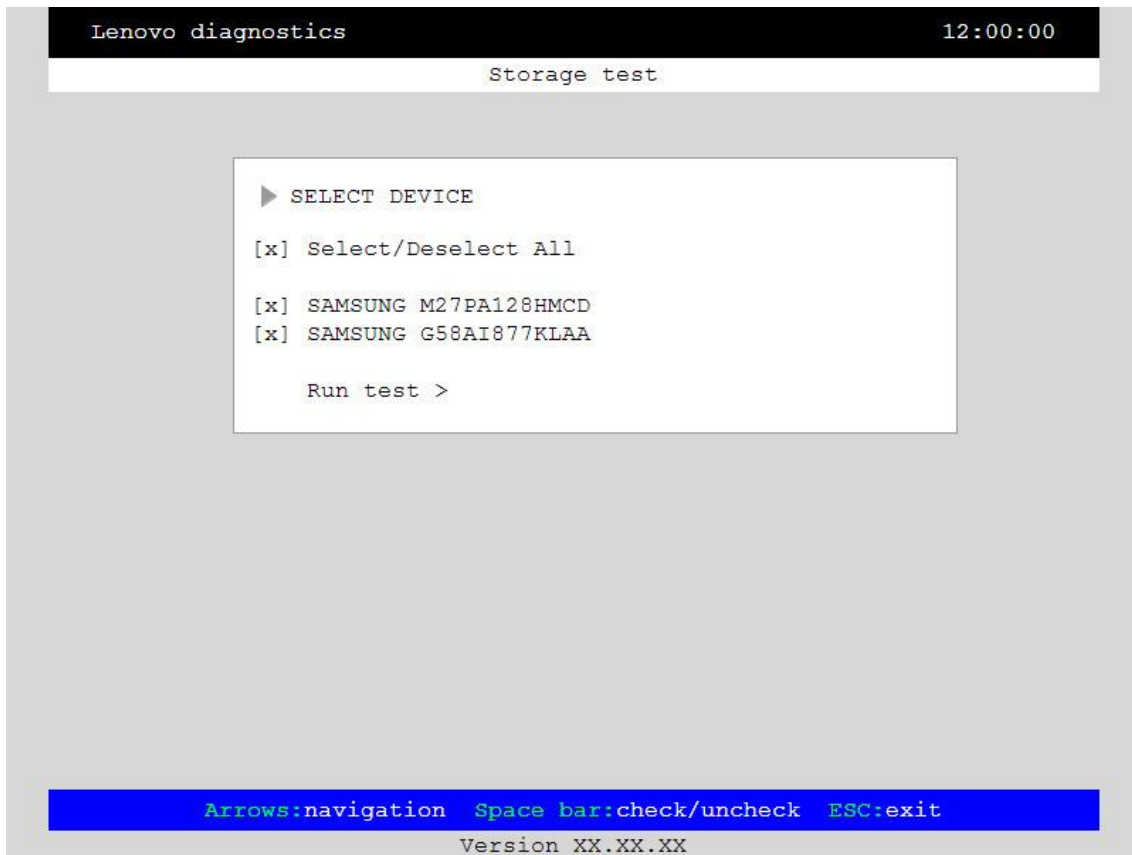 Lenovo diagnostics 12:00:00
Storage test
SELECT DEVICE
[x] Select/Deselect All
[x] SAMSUNG M27PA128HMCD
[x] SAMSUNG G58AI877KLAA
Run test >
Arrows:navigation Space bar:check/uncheck ESC:exit
Version XX.XX.XX